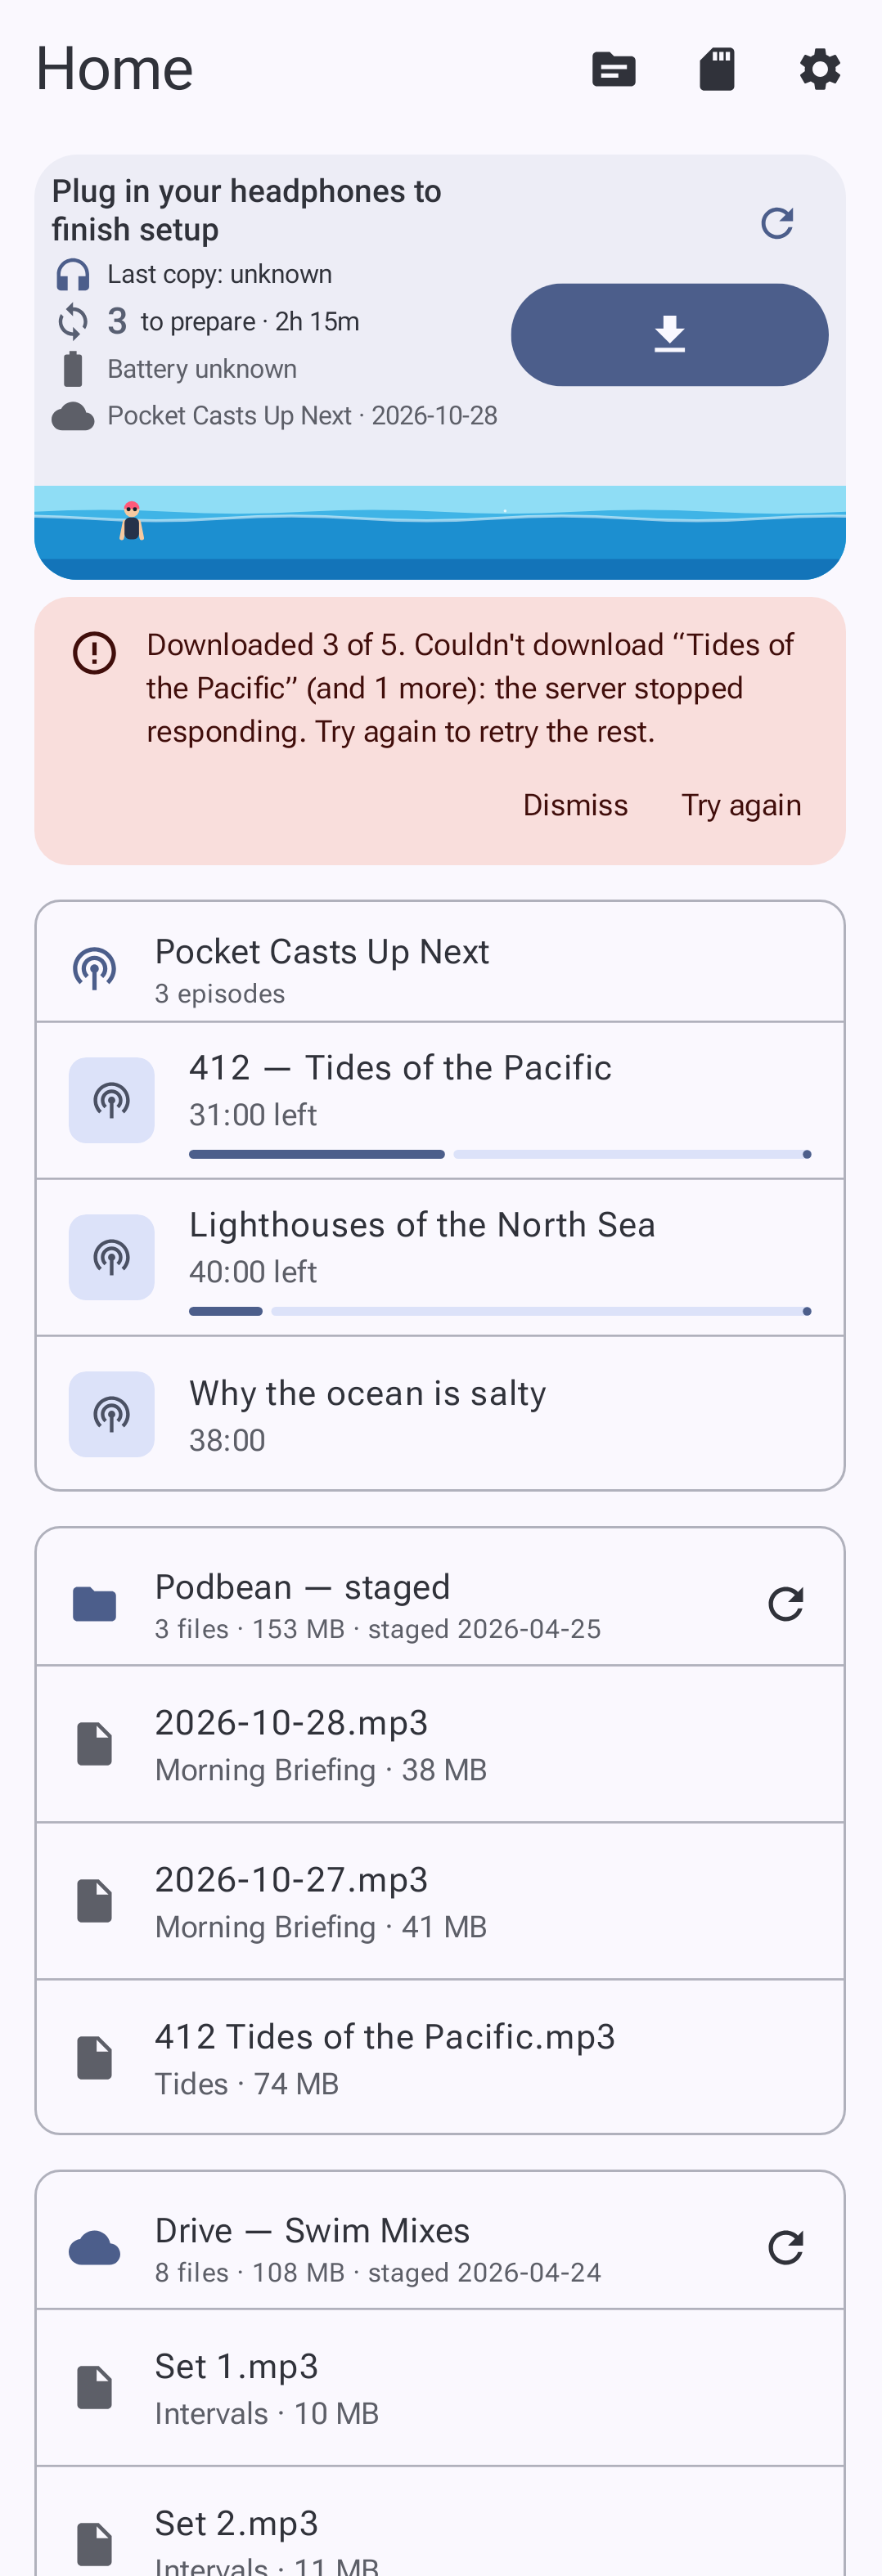 Home
Plug in your headphones to
finish setup
Last copy: unknown
3 to prepare · 2h 15m
Battery unknown
Pocket Casts Up Next · 2026-10-28
Downloaded 3 of 5. Couldn't download “Tides of
the Pacific” (and 1 more): the server stopped
responding. Try again to retry the rest.
Dismiss Try again
Pocket Casts Up Next
3 episodes
412 — Tides of the Pacific
31:00 left
Lighthouses of the North Sea
40:00 left
Why the ocean is salty
38:00
Podbean — staged
3 files · 153 MB · staged 2026-04-25
2026-10-28.mp3
Morning Briefing · 38 MB
2026-10-27.mp3
Morning Briefing · 41 MB
412 Tides of the Pacific.mp3
Tides · 74 MB
Drive — Swim Mixes
8 files · 108 MB · staged 2026-04-24
Set 1.mp3
Intervals · 10 MB
Set 2.mp3
Intervals · 11 MB